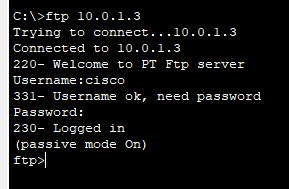 C:\>ftp 10.0.1.3
Trying to connect...10.0.1.3
Connected to 10.0.1.3
220- Welcome to PT Ftp server
Username:cisco
331- Username ok, need password
Password:
230- Logged in
(passive mode On)
ftp>